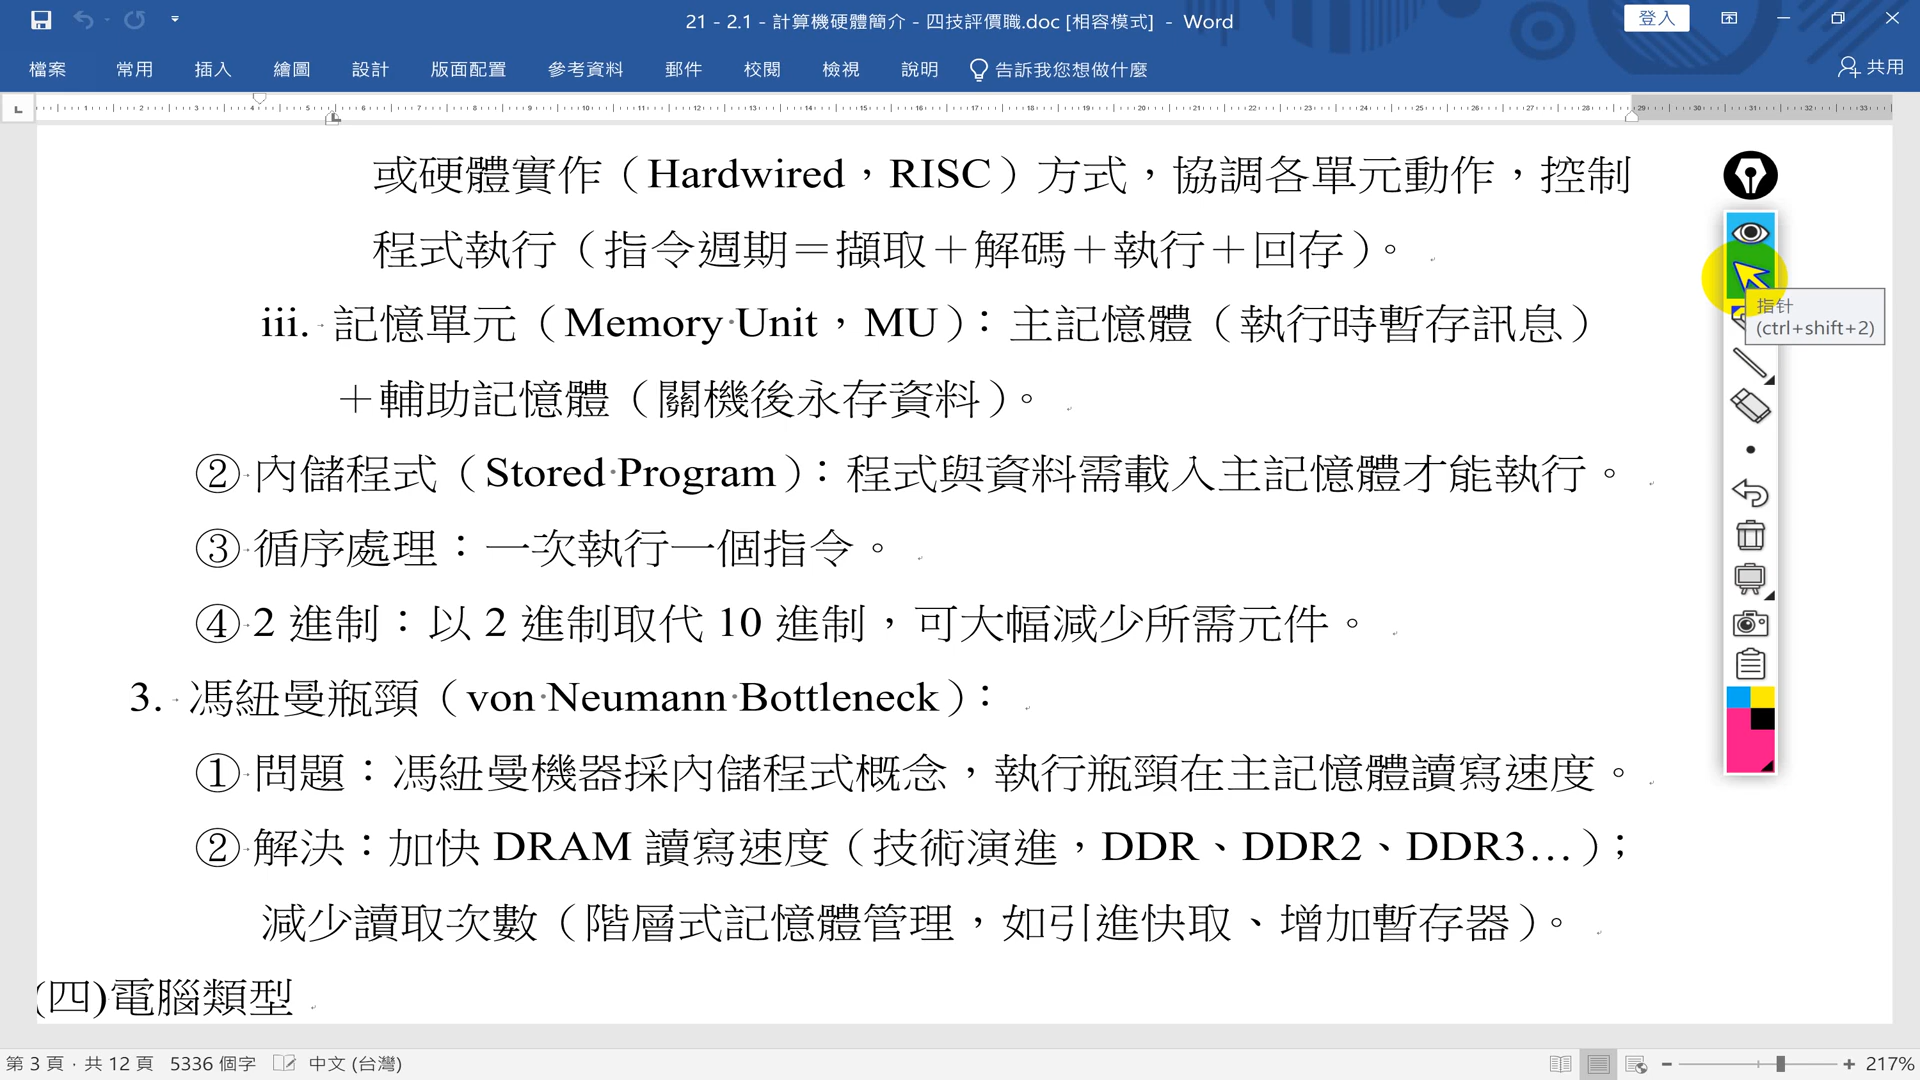 21 - 2.1 - 計算機硬體簡介 - 四技評價職.doc [相容模式] - Word
登入
檔案 常用 插入 繪圖 設計 版面配置 參考資料 郵件 校閱 檢視 說明 告訴我您想做什麼 共用
或硬體實作（Hardwired，RISC）方式，協調各單元動作，控制
程式執行（指令週期＝擷取＋解碼＋執行＋回存）。
iii. 記憶單元（Memory Unit，MU）：主記憶體（執行時暫存訊息）
＋輔助記憶體（關機後永存資料）。
② 內儲程式（Stored Program）：程式與資料需載入主記憶體才能執行。
③ 循序處理：一次執行一個指令。
④ 2 進制：以 2 進制取代 10 進制，可大幅減少所需元件。
3. 馮紐曼瓶頸（von Neumann Bottleneck）：
① 問題：馮紐曼機器採內儲程式概念，執行瓶頸在主記憶體讀寫速度。
② 解決：加快 DRAM 讀寫速度（技術演進，DDR、DDR2、DDR3…）；
減少讀取次數（階層式記憶體管理，如引進快取、增加暫存器）。
(四)電腦類型
指针
(ctrl+shift+2)
第 3 頁，共 12 頁 5336 個字 中文 (台灣) 217%